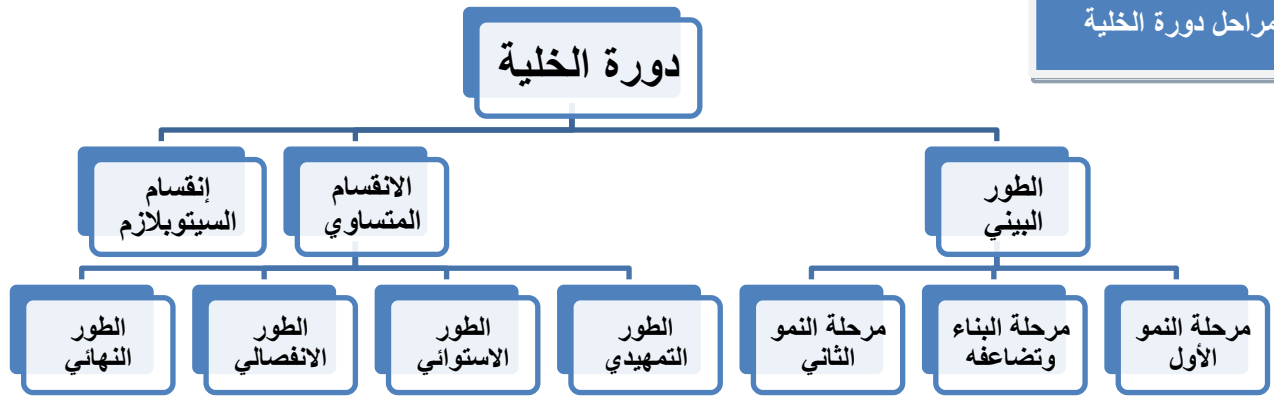 مراحل دورة الخلية
دورة الخلية
الطور
البيني
الانقسام
المتساوي
إنقسام
السيتوبلازم
مرحلة النمو
الأول
مرحلة البناء
وتضاعفه
مرحلة النمو
الثاني
الطور
التمهيدي
الطور
الاستوائي
الطور
الانفصالي
الطور
النهائي